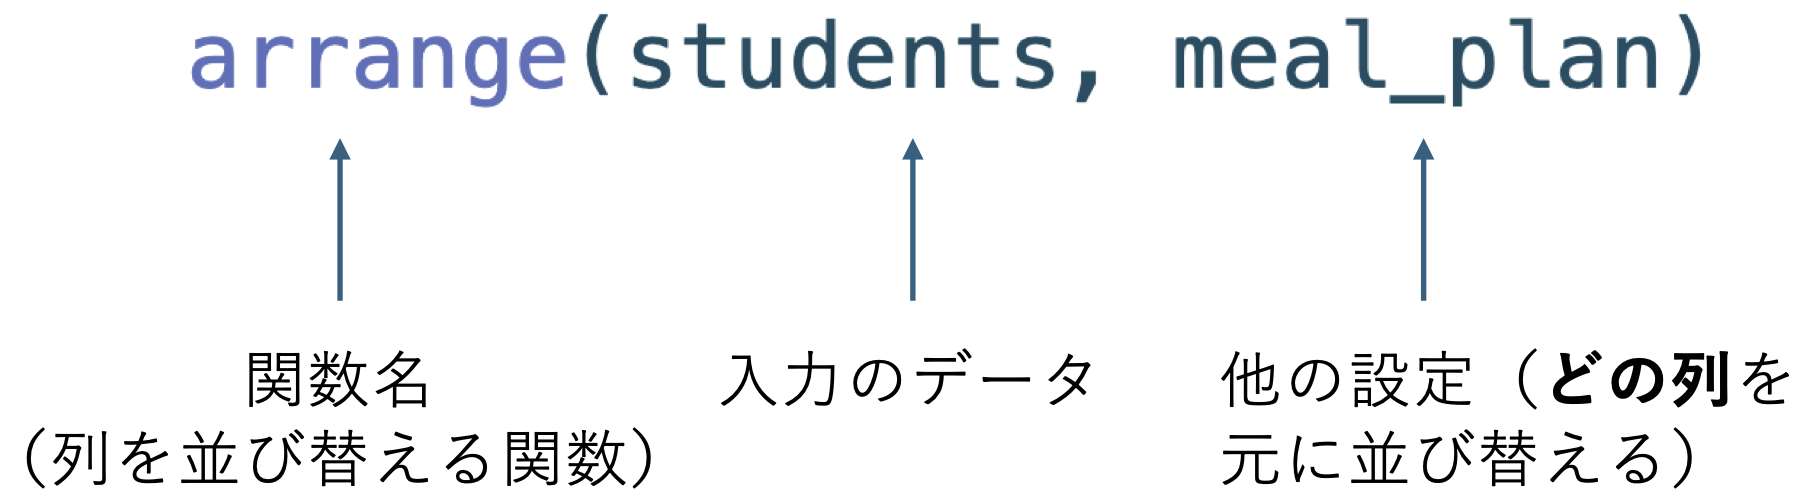 arrange(students, meal_plan)
関数名
（列を並び替える関数）
入力のデータ
他の設定（どの列を
元に並び替える）